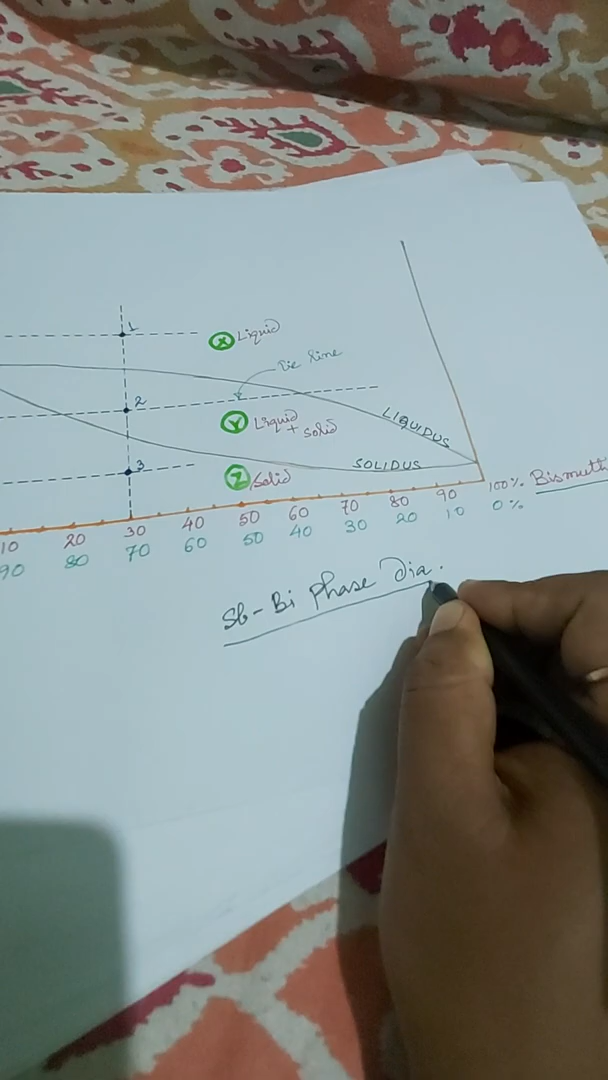 1
X Liquid
Tie line
2
Y Liquid
+ Solid
LIQUIDUS
3
Z Solid
SOLIDUS
10 20 30 40 50 60 70 80 90 100% Bismuth
90 80 70 60 50 40 30 20 10 0%
Sb-Bi Phase Dia.